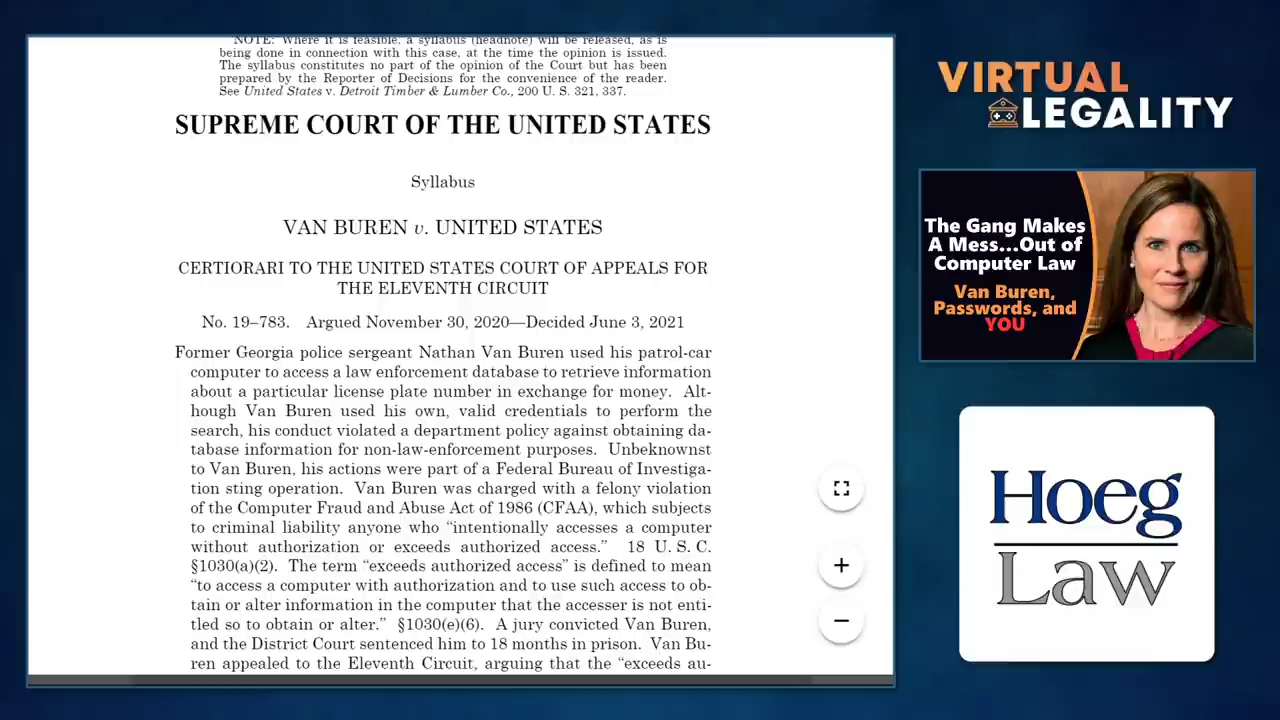 NOTE: Where it is feasible, a syllabus (headnote) will be released, as is
being done in connection with this case, at the time the opinion is issued.
The syllabus constitutes no part of the opinion of the Court but has been
prepared by the Reporter of Decisions for the convenience of the reader.
See United States v. Detroit Timber & Lumber Co., 200 U. S. 321, 337.
SUPREME COURT OF THE UNITED STATES
Syllabus
VAN BUREN v. UNITED STATES
CERTIORARI TO THE UNITED STATES COURT OF APPEALS FOR
THE ELEVENTH CIRCUIT
No. 19–783. Argued November 30, 2020—Decided June 3, 2021
Former Georgia police sergeant Nathan Van Buren used his patrol-car
computer to access a law enforcement database to retrieve information
about a particular license plate number in exchange for money. Alt-
hough Van Buren used his own, valid credentials to perform the
search, his conduct violated a department policy against obtaining da-
tabase information for non-law-enforcement purposes. Unbeknownst
to Van Buren, his actions were part of a Federal Bureau of Investiga-
tion sting operation. Van Buren was charged with a felony violation
of the Computer Fraud and Abuse Act of 1986 (CFAA), which subjects
to criminal liability anyone who “intentionally accesses a computer
without authorization or exceeds authorized access.” 18 U. S. C.
§1030(a)(2). The term “exceeds authorized access” is defined to mean
“to access a computer with authorization and to use such access to ob-
tain or alter information in the computer that the accesser is not enti-
tled so to obtain or alter.” §1030(e)(6). A jury convicted Van Buren,
and the District Court sentenced him to 18 months in prison. Van Bu-
ren appealed to the Eleventh Circuit, arguing that the “exceeds au-
VIRTUAL
LEGALITY
The Gang Makes
A Mess...Out of
Computer Law
Van Buren,
Passwords, and
YOU
Hoeg
Law